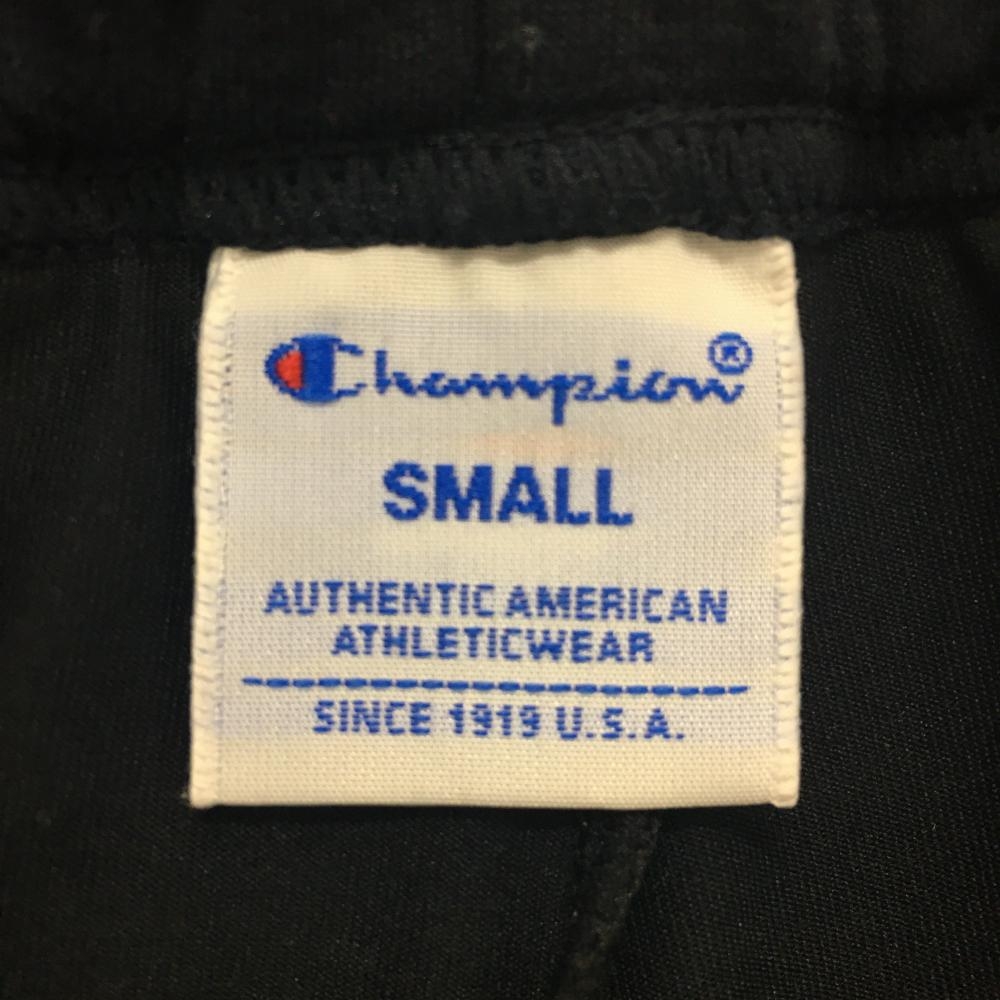 Champion®
SMALL
AUTHENTIC AMERICAN
ATHLETICWEAR
SINCE 1919 U.S.A.